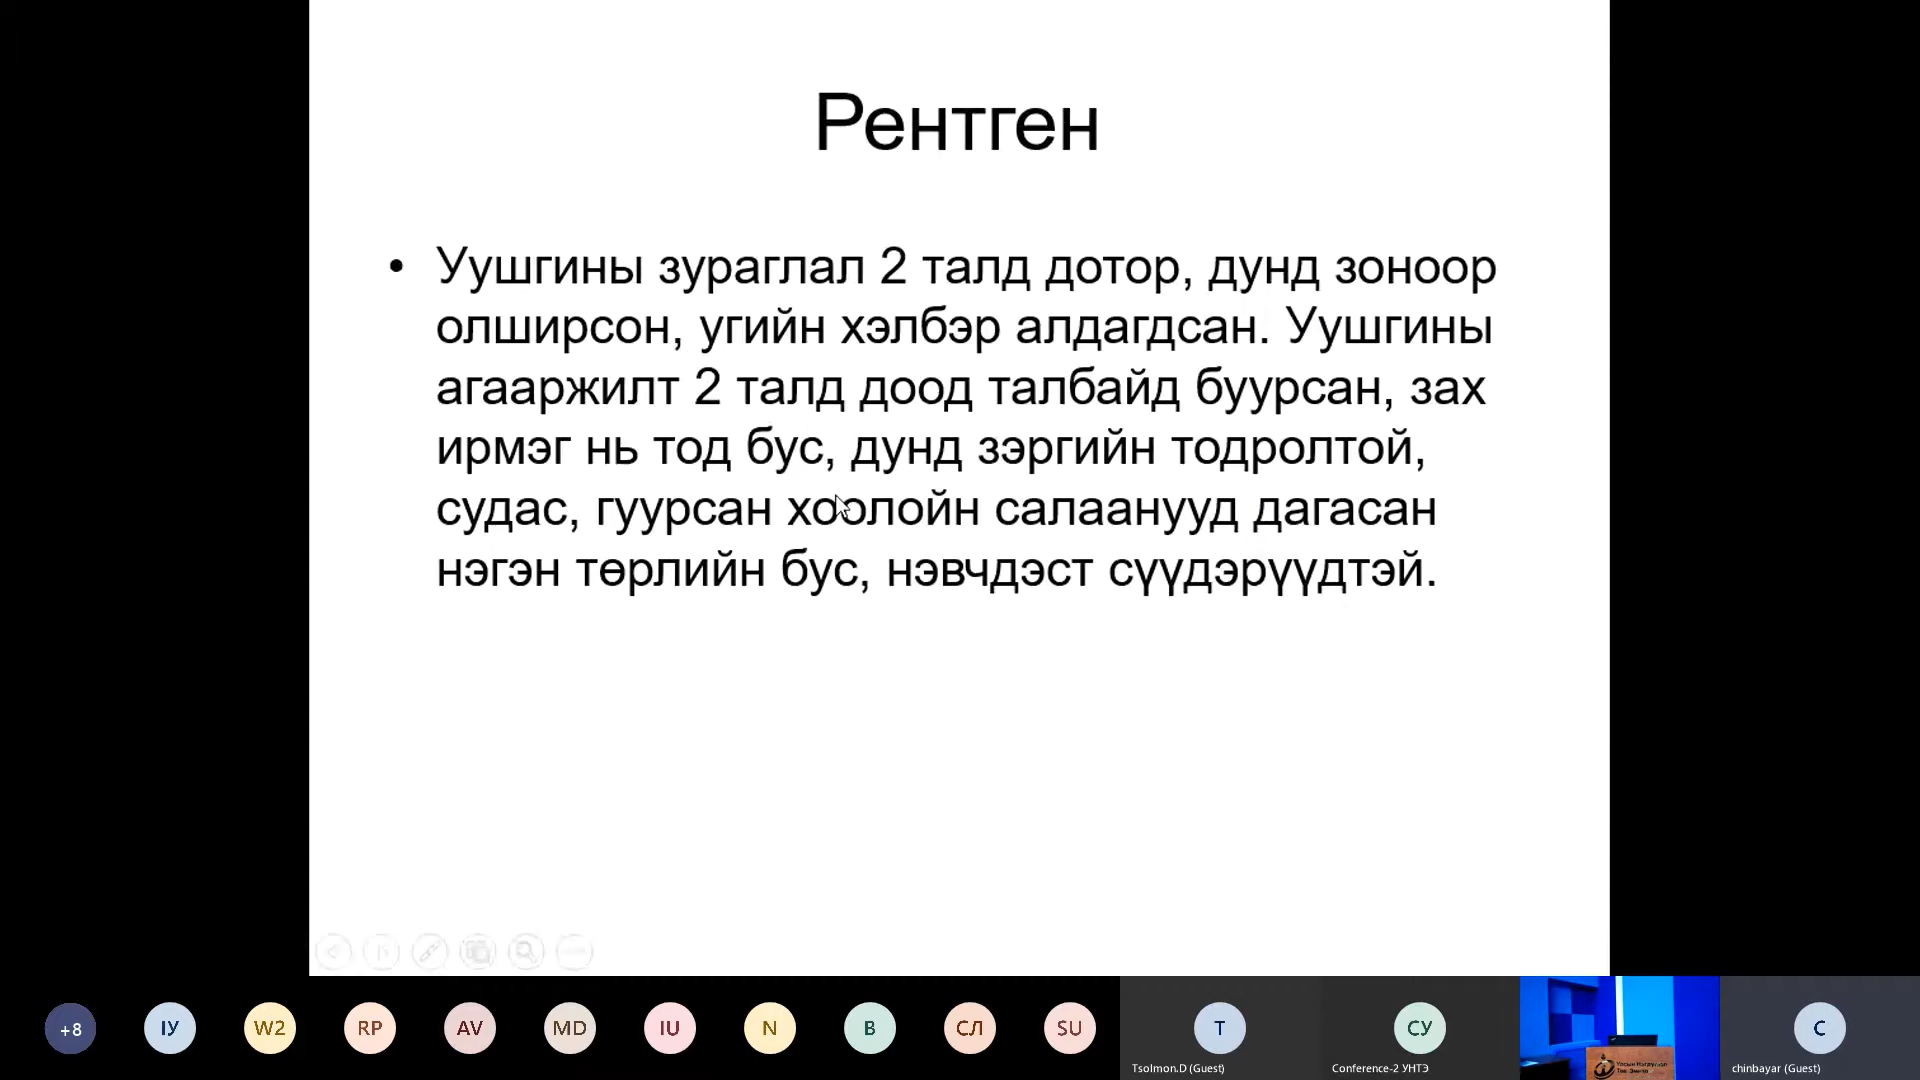 Рентген
• Уушгины зураглал 2 талд дотор, дунд зоноор
олширсон, угийн хэлбэр алдагдсан. Уушгины
агааржилт 2 талд доод талбайд буурсан, зах
ирмэг нь тод бус, дунд зэргийн тодролтой,
судас, гуурсан хоолойн салаанууд дагасан
нэгэн төрлийн бус, нэвчдэст сүүдэрүүдтэй.
+8 IУ W2 RP AV MD IU N B СЛ SU T СУ C
Tsolmon.D (Guest) Conference-2 УНТЭ chinbayar (Guest)